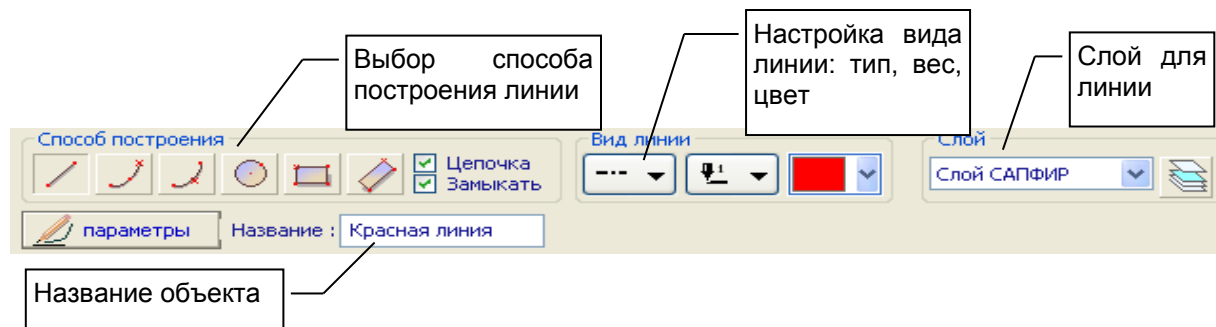 Выбор способа
построения линии
Настройка вида
линии: тип, вес,
цвет
Слой для
линии
Способ построения
Вид линии
Слой
Цепочка
Замыкать
1
Слой САПФИР
параметры
Название :
Красная линия
Название объекта